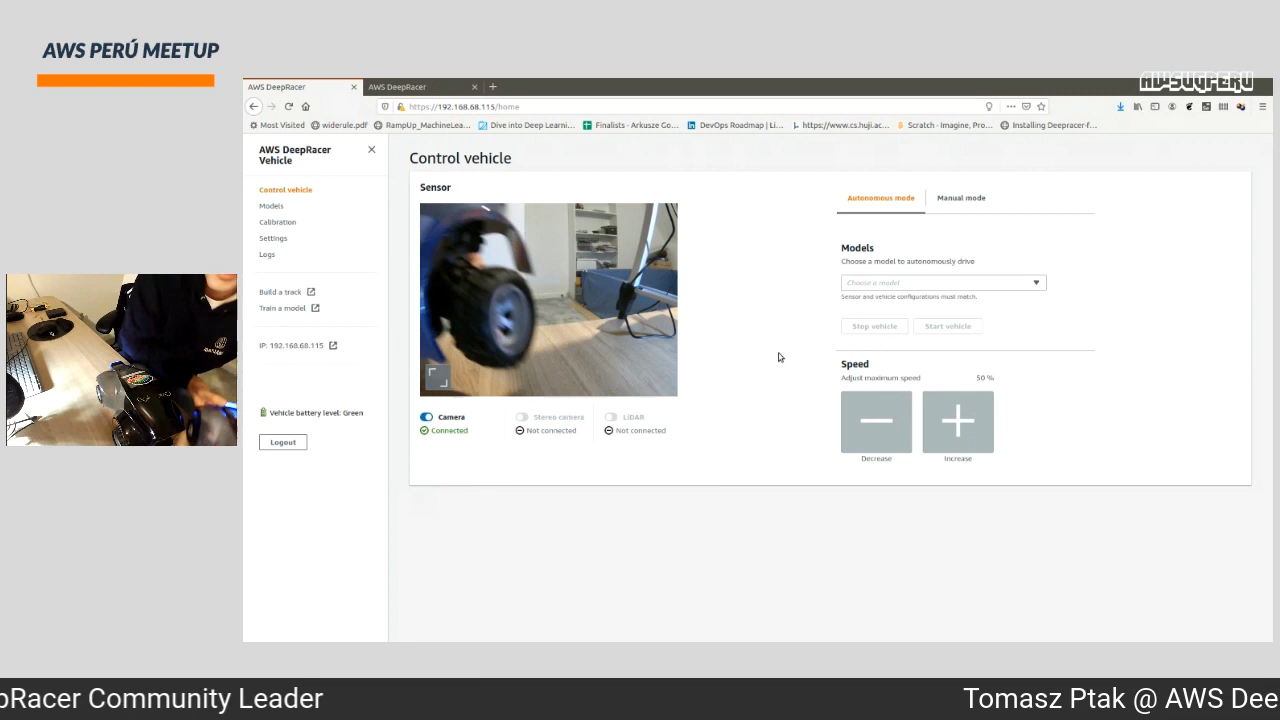 AWS PERÚ MEETUP
AWSUGPERU
AWS DeepRacer
AWS DeepRacer
https://192.168.68.115/home
Most Visited
widerule.pdf
RampUp_MachineLea...
Dive into Deep Learni...
Finalists - Arkusze Go...
DevOps Roadmap | Li...
https://www.cs.huji.ac...
Scratch - Imagine, Pro...
Installing Deepracer-f...
AWS DeepRacer
Vehicle
Control vehicle
Models
Calibration
Settings
Logs
Build a track
Train a model
IP: 192.168.68.115
Vehicle battery level: Green
Logout
Control vehicle
Sensor
Camera
Connected
Stereo camera
Not connected
LiDAR
Not connected
Autonomous mode
Manual mode
Models
Choose a model to autonomously drive
Choose a model
Sensor and vehicle configurations must match.
Stop vehicle
Start vehicle
Speed
Adjust maximum speed
50 %
Decrease
Increase
pRacer Community Leader
Tomasz Ptak @ AWS Dee